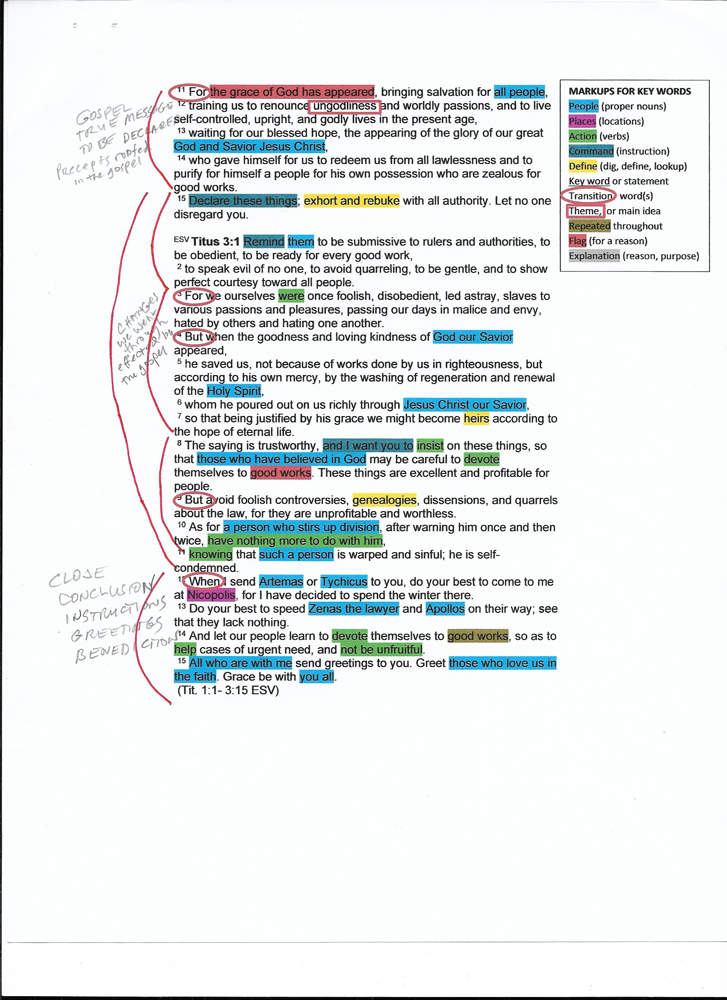 11 For the grace of God has appeared, bringing salvation for all people,
12 training us to renounce ungodliness and worldly passions, and to live
self-controlled, upright, and godly lives in the present age,
13 waiting for our blessed hope, the appearing of the glory of our great
God and Savior Jesus Christ,
14 who gave himself for us to redeem us from all lawlessness and to
purify for himself a people for his own possession who are zealous for
good works.
15 Declare these things; exhort and rebuke with all authority. Let no one
disregard you.
ESV Titus 3:1 Remind them to be submissive to rulers and authorities, to
be obedient, to be ready for every good work,
2 to speak evil of no one, to avoid quarreling, to be gentle, and to show
perfect courtesy toward all people.
3 For we ourselves were once foolish, disobedient, led astray, slaves to
various passions and pleasures, passing our days in malice and envy,
hated by others and hating one another.
4 But when the goodness and loving kindness of God our Savior
appeared,
5 he saved us, not because of works done by us in righteousness, but
according to his own mercy, by the washing of regeneration and renewal
of the Holy Spirit,
6 whom he poured out on us richly through Jesus Christ our Savior,
7 so that being justified by his grace we might become heirs according to
the hope of eternal life.
8 The saying is trustworthy, and I want you to insist on these things, so
that those who have believed in God may be careful to devote
themselves to good works. These things are excellent and profitable for
people.
9 But avoid foolish controversies, genealogies, dissensions, and quarrels
about the law, for they are unprofitable and worthless.
10 As for a person who stirs up division, after warning him once and then
twice, have nothing more to do with him,
11 knowing that such a person is warped and sinful; he is self-
condemned.
12 When I send Artemas or Tychicus to you, do your best to come to me
at Nicopolis, for I have decided to spend the winter there.
13 Do your best to speed Zenas the lawyer and Apollos on their way; see
that they lack nothing.
14 And let our people learn to devote themselves to good works, so as to
help cases of urgent need, and not be unfruitful.
15 All who are with me send greetings to you. Greet those who love us in
the faith. Grace be with you all.
(Tit. 1:1- 3:15 ESV)
MARKUPS FOR KEY WORDS
People (proper nouns)
Places (locations)
Action (verbs)
Command (instruction)
Define (dig, define, lookup)
Key word or statement
Transition word(s)
Theme, or main idea
Repeated throughout
Flag (for a reason)
Explanation (reason, purpose)
GOSPEL
TRUE MESSAGE
TO BE DECLARED
Precepts rooted
in the gospel
CHANGES
we went
through
effected by
the gospel
CLOSE
CONCLUSION
INSTRUCTIONS
GREETINGS
BENEDICTION